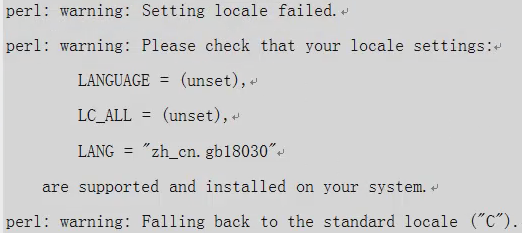 perl: warning: Setting locale failed.
perl: warning: Please check that your locale settings:
LANGUAGE = (unset),
LC_ALL = (unset),
LANG = "zh_cn.gb18030"
are supported and installed on your system.
perl: warning: Falling back to the standard locale ("C").